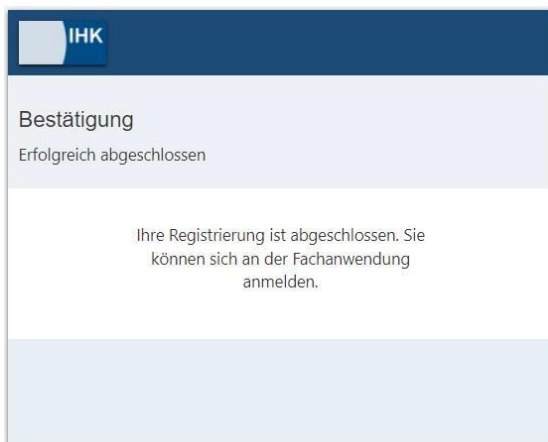 IHK
Bestätigung
Erfolgreich abgeschlossen
Ihre Registrierung ist abgeschlossen. Sie
können sich an der Fachanwendung
anmelden.